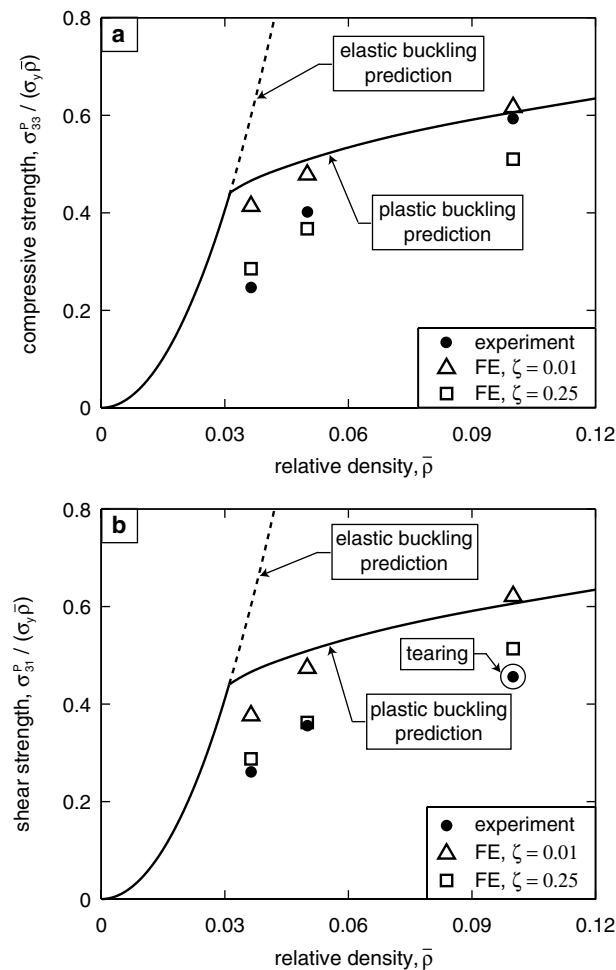 a
0.8
0.6
0.4
0.2
0
compressive strength, σ₃₃ᴾ / (σᵧρ̄)
elastic buckling
prediction
plastic buckling
prediction
experiment
FE, ζ = 0.01
FE, ζ = 0.25
0 0.03 0.06 0.09 0.12
relative density, ρ̄
b
0.8
0.6
0.4
0.2
0
shear strength, σ₃₁ᴾ / (σᵧρ̄)
elastic buckling
prediction
tearing
plastic buckling
prediction
experiment
FE, ζ = 0.01
FE, ζ = 0.25
0 0.03 0.06 0.09 0.12
relative density, ρ̄